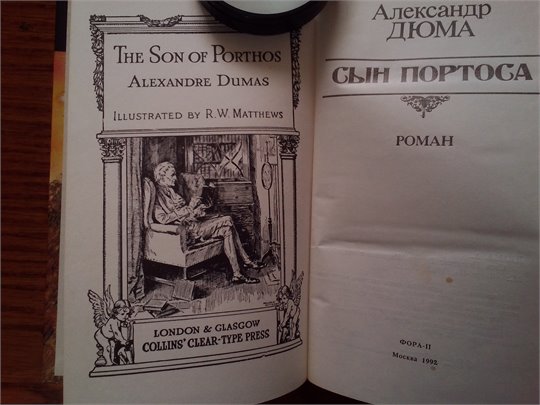 THE SON OF PORTHOS
ALEXANDRE DUMAS
ILLUSTRATED BY R. W. MATTHEWS
LONDON & GLASGOW
COLLINS' CLEAR-TYPE PRESS
Александр
ДЮМА
СЫН ПОРТОСА
РОМАН
ФОРА-II
Москва 1992